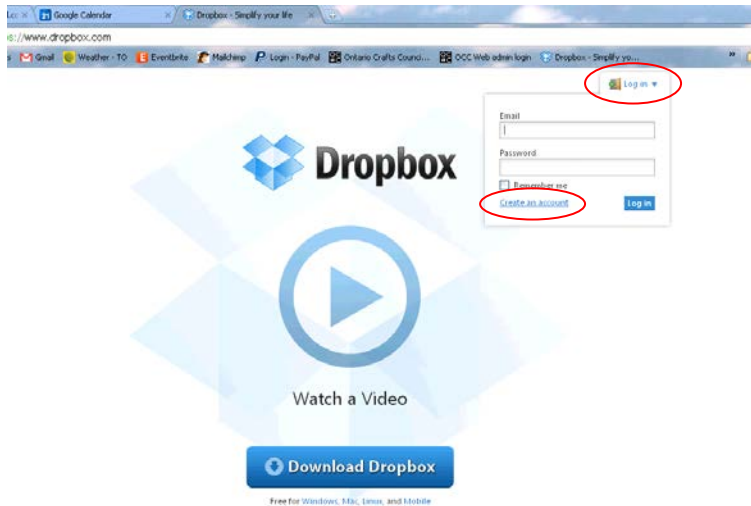 Google Calendar Dropbox - Simplify your life
://www.dropbox.com
Gmail Weather - TO Eventbrite Mailchimp Login - PayPal Ontario Crafts Counci... OCC Web admin login Dropbox - Simplify yo... »
Log in ▼
Email
Dropbox
Password
Remember me
Create an account Log in
Watch a Video
Download Dropbox
Free for Windows, Mac, Linux, and Mobile